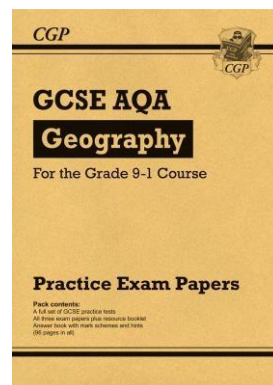 CGP
CGP
GCSE AQA
Geography
For the Grade 9-1 Course
Practice Exam Papers
Pack contents:
A full set of GCSE practice tests
All three exam papers plus resource booklet
Answer book with mark schemes and hints
(96 pages in all)